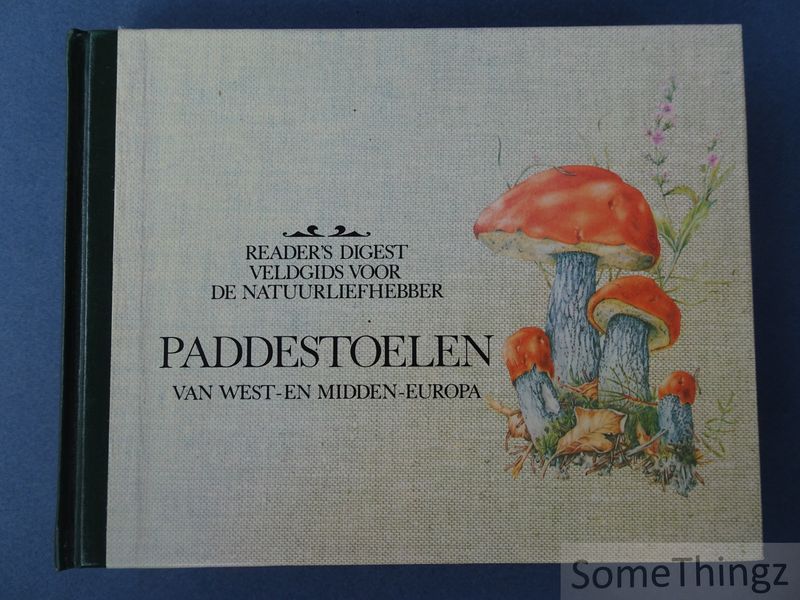 READER'S DIGEST
VELDGIDS VOOR
DE NATUURLIEFHEBBER
PADDESTOELEN
VAN WEST-EN MIDDEN-EUROPA
SomeThingz